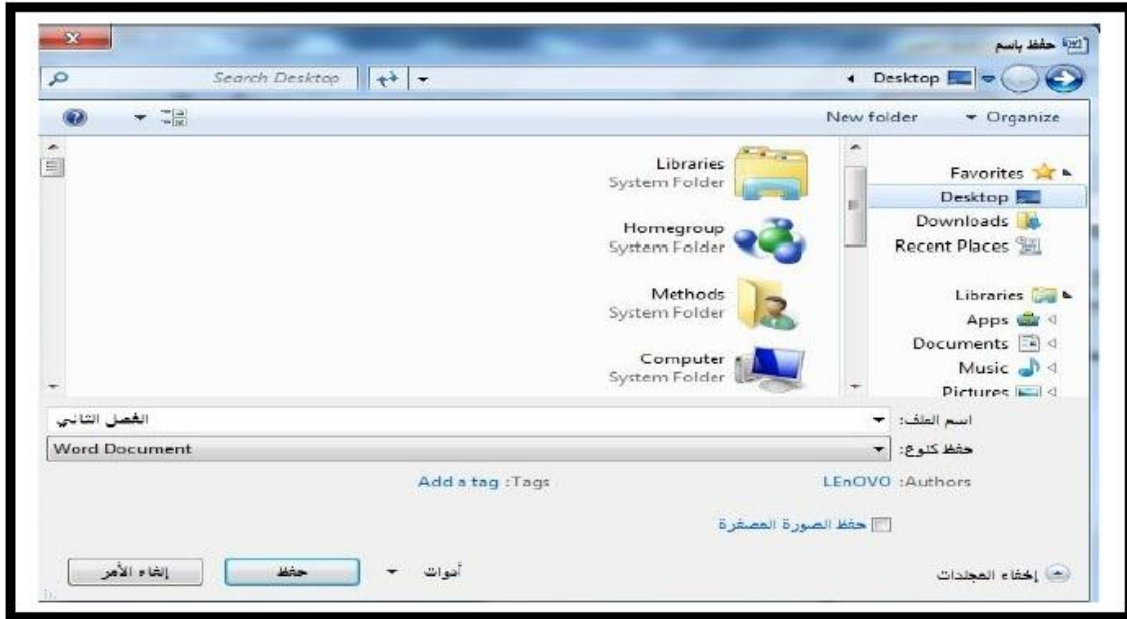 حفظ باسم
Desktop
Search Desktop
Organize
New folder
Favorites
Desktop
Downloads
Recent Places
Libraries
Apps
Documents
Music
Pictures
Libraries
System Folder
Homegroup
System Folder
Methods
System Folder
Computer
System Folder
اسم الملف: الفصل الثاني
حفظ كنوع: Word Document
Authors: LEnOVO
Tags: Add a tag
حفظ الصورة المصغرة
إخفاء المجلدات
أدوات
حفظ
إلغاء الأمر